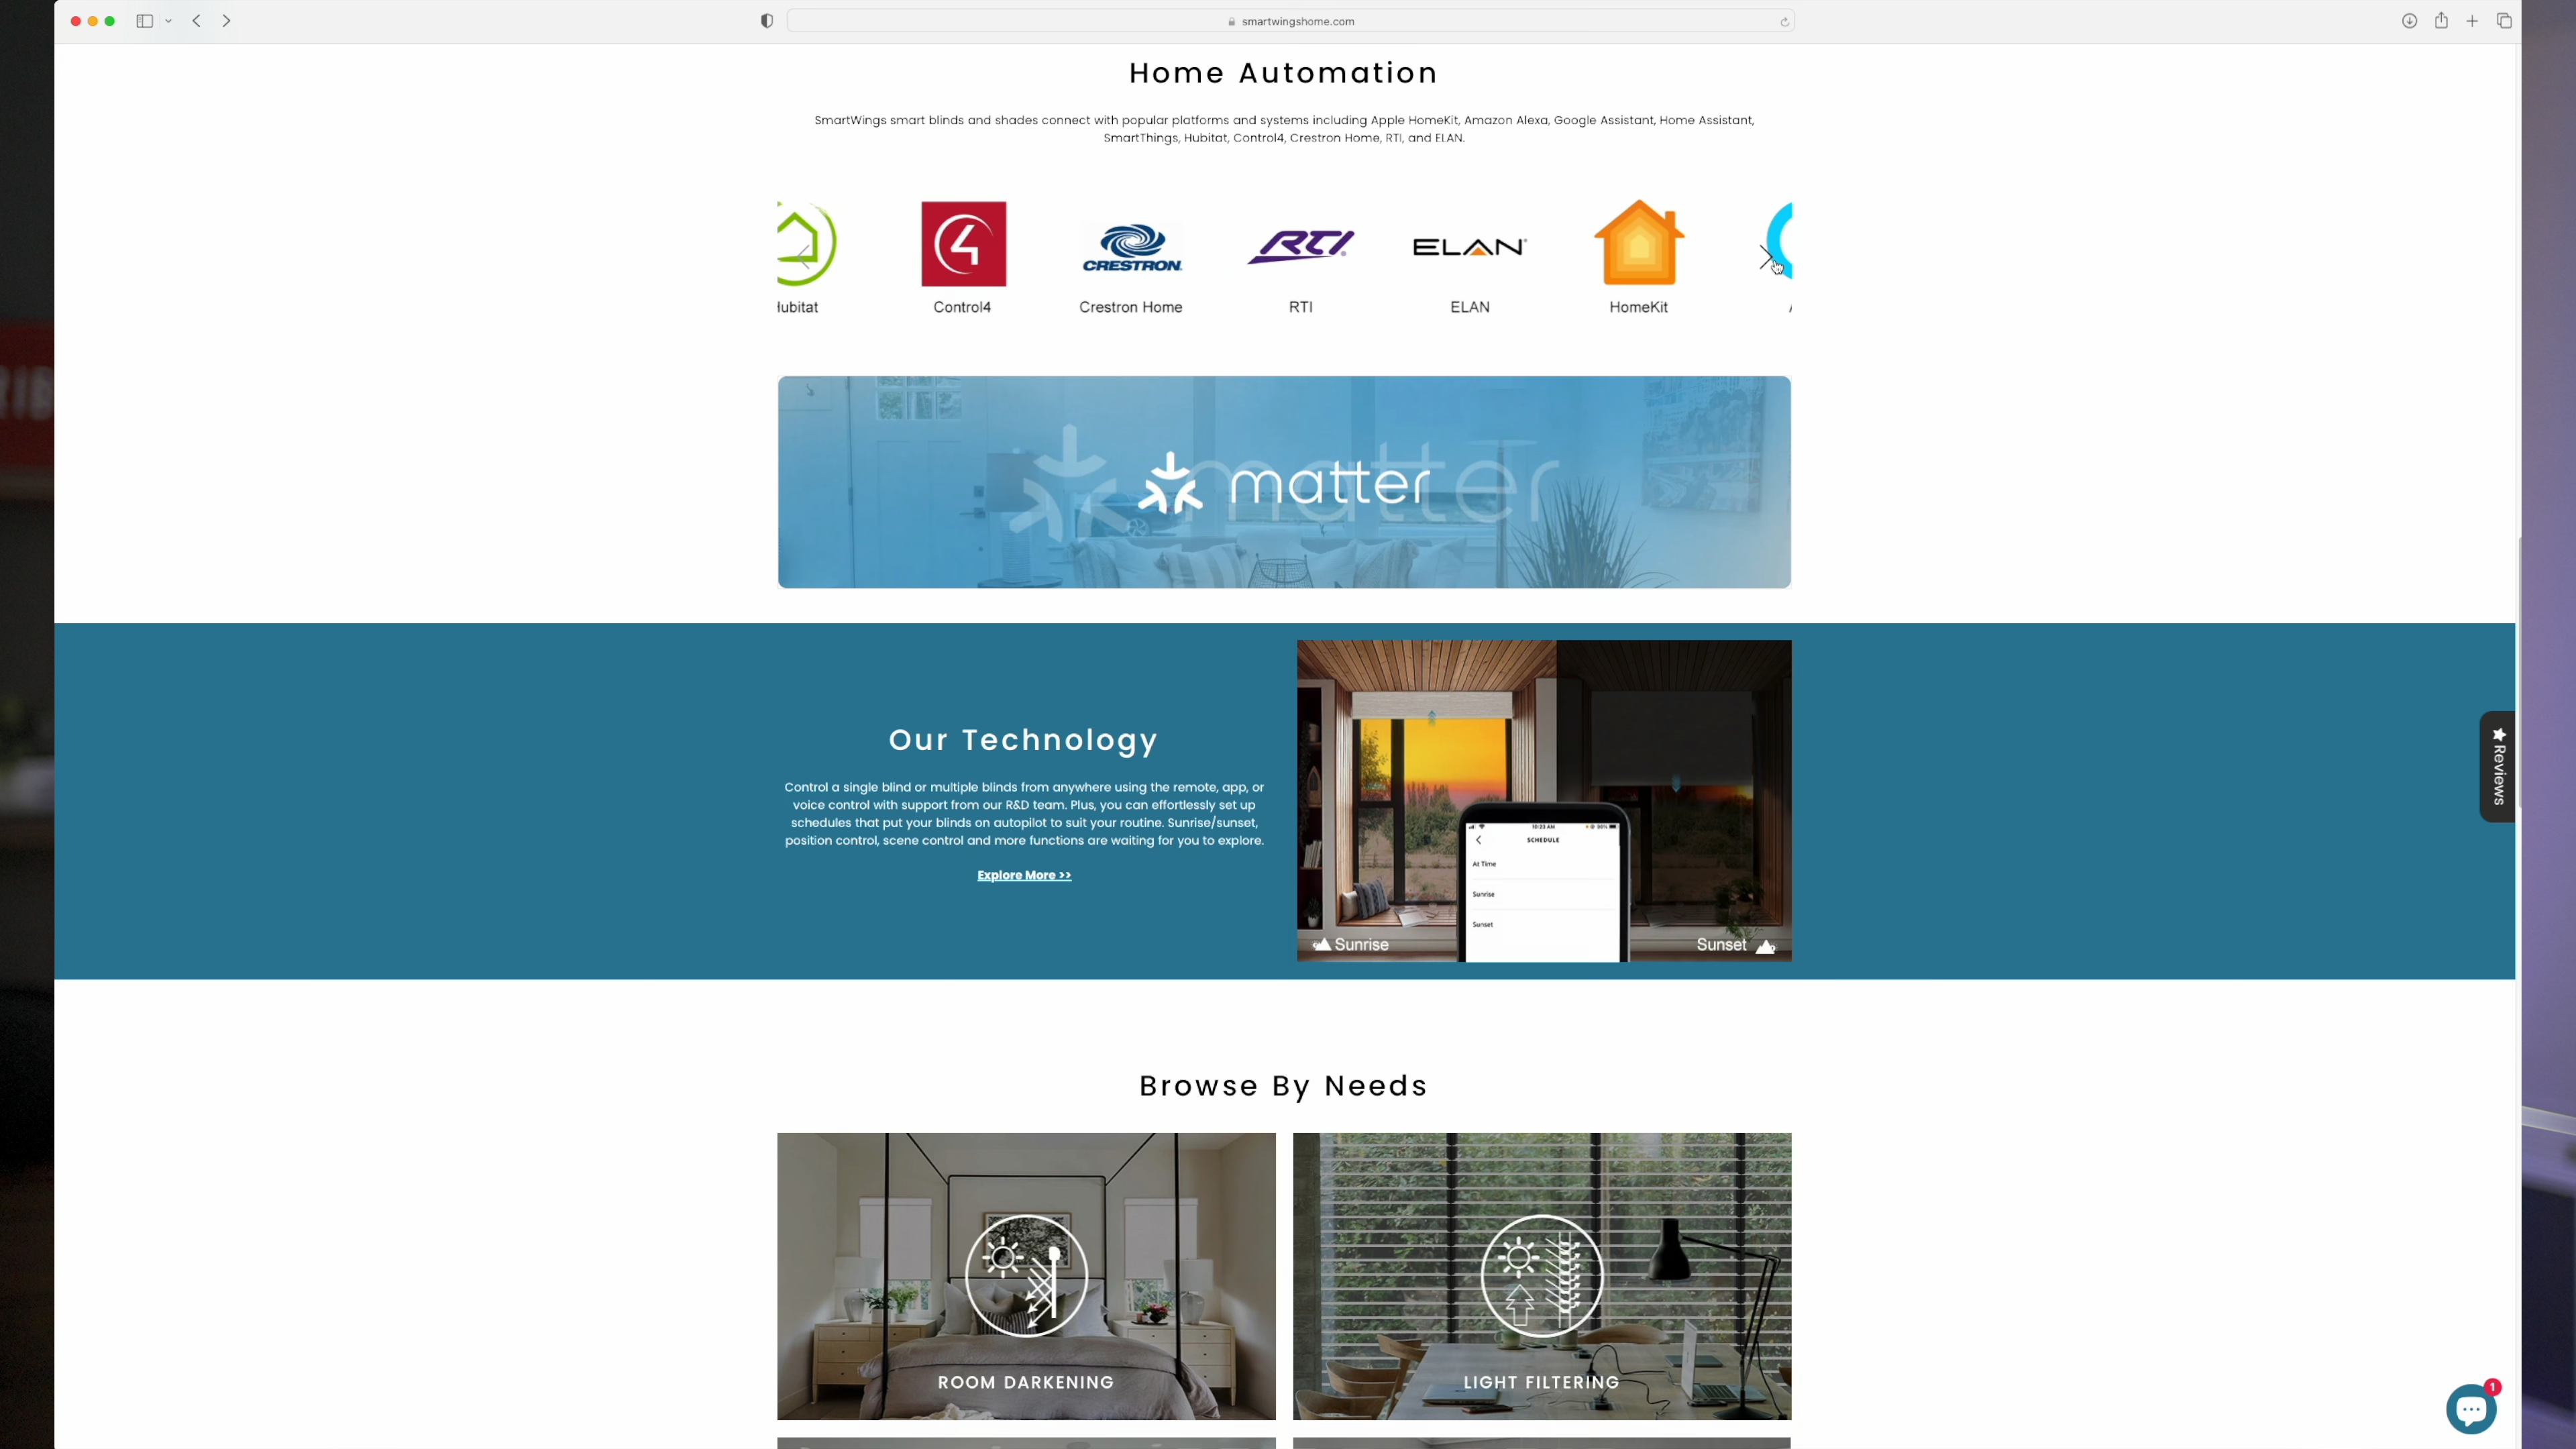 smartwingshome.com
Home Automation
SmartWings smart blinds and shades connect with popular platforms and systems including Apple HomeKit, Amazon Alexa, Google Assistant, Home Assistant,
SmartThings, Hubitat, Control4, Crestron Home, RTI, and ELAN.
4
CRESTRON
RTI
ELAN
Hubitat
Control4
Crestron Home
RTI
ELAN
HomeKit
matter
Our Technology
Control a single blind or multiple blinds from anywhere using the remote, app, or
voice control with support from our R&D team. Plus, you can effortlessly set up
schedules that put your blinds on autopilot to suit your routine. Sunrise/sunset,
position control, scene control and more functions are waiting for you to explore.
Explore More >>
10:23 AM
SCHEDULE
At Time
Sunrise
Sunset
Sunrise
Sunset
Reviews
Browse By Needs
ROOM DARKENING
LIGHT FILTERING
1